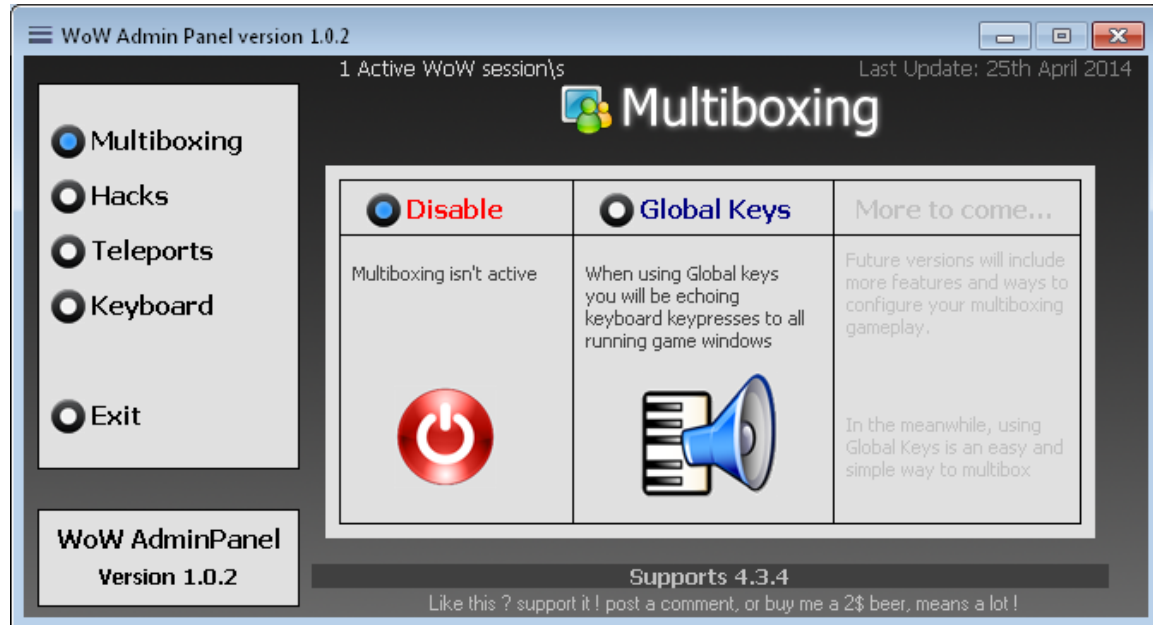 WoW Admin Panel version 1.0.2
1 Active WoW session\s
Last Update: 25th April 2014
Multiboxing
Multiboxing
Hacks
Teleports
Keyboard
Exit
WoW AdminPanel
Version 1.0.2
Disable
Multiboxing isn't active
Global Keys
When using Global keys
you will be echoing
keyboard keypresses to all
running game windows
More to come...
Future versions will include
more features and ways to
configure your multiboxing
gameplay.
In the meanwhile, using
Global Keys is an easy and
simple way to multibox
Supports 4.3.4
Like this ? support it ! post a comment, or buy me a 2$ beer, means a lot !